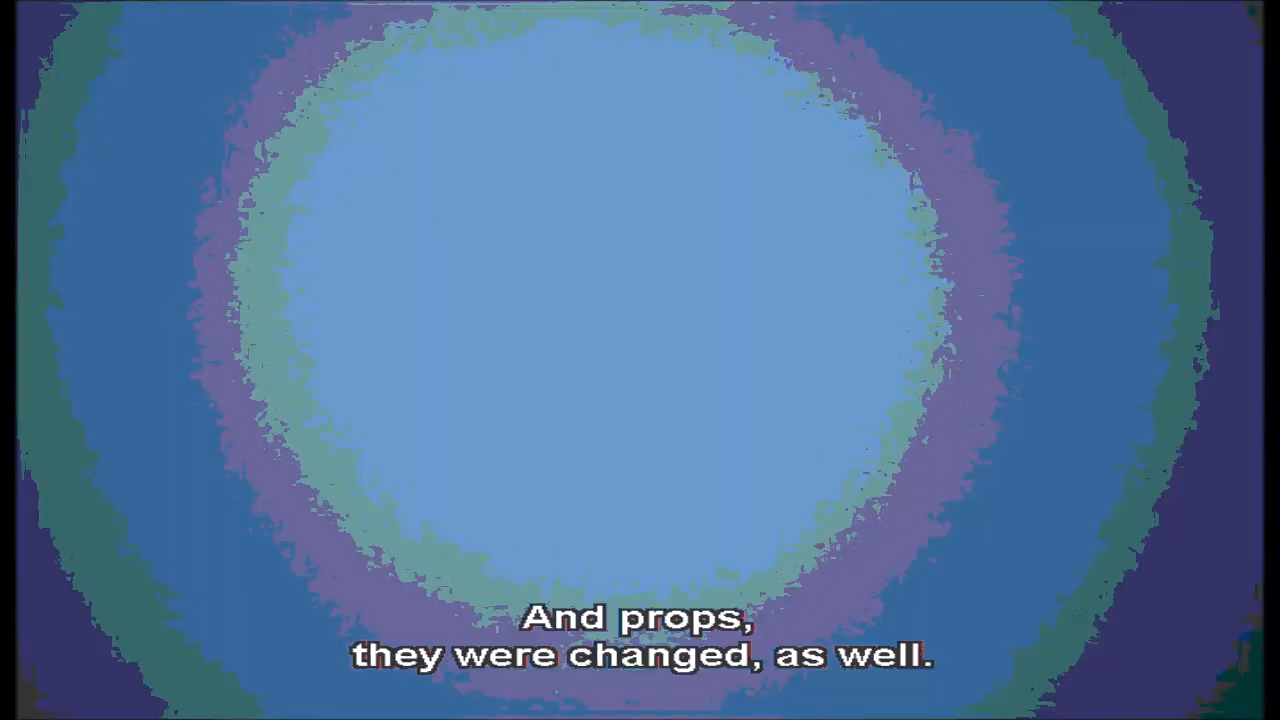 And props,
they were changed, as well.